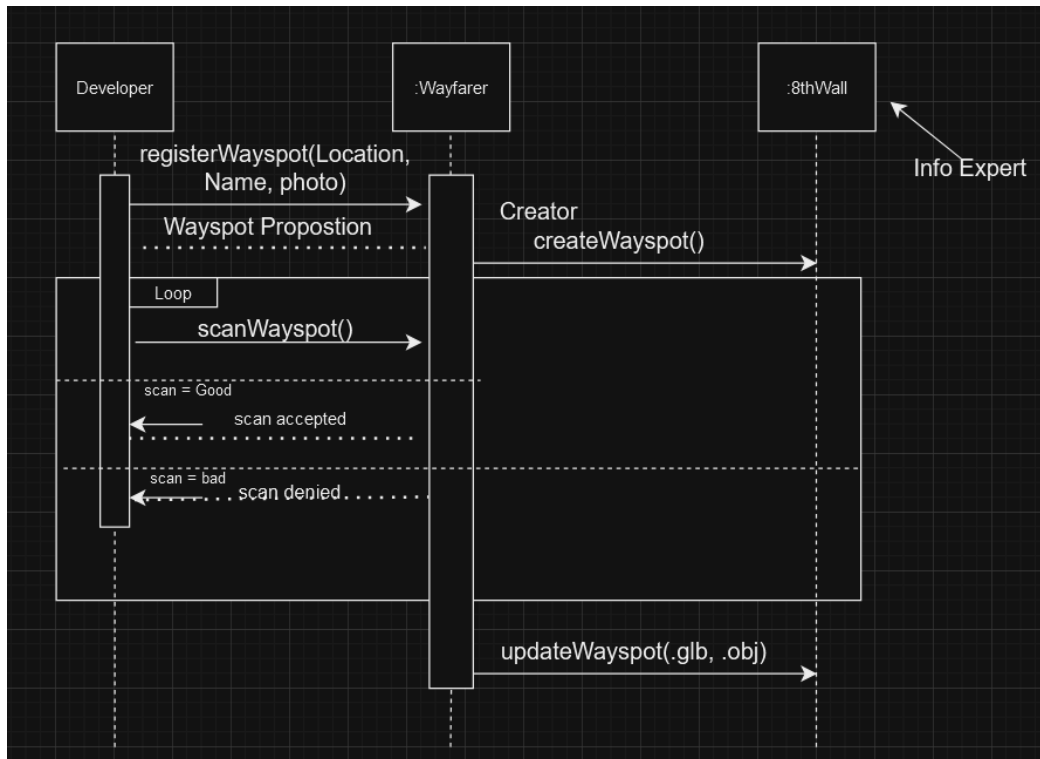 Developer
:Wayfarer
:8thWall
Info Expert
registerWayspot(Location,
Name, photo)
Wayspot Propostion
Creator
createWayspot()
Loop
scanWayspot()
scan = Good
scan accepted
scan = bad
scan denied
updateWayspot(.glb, .obj)